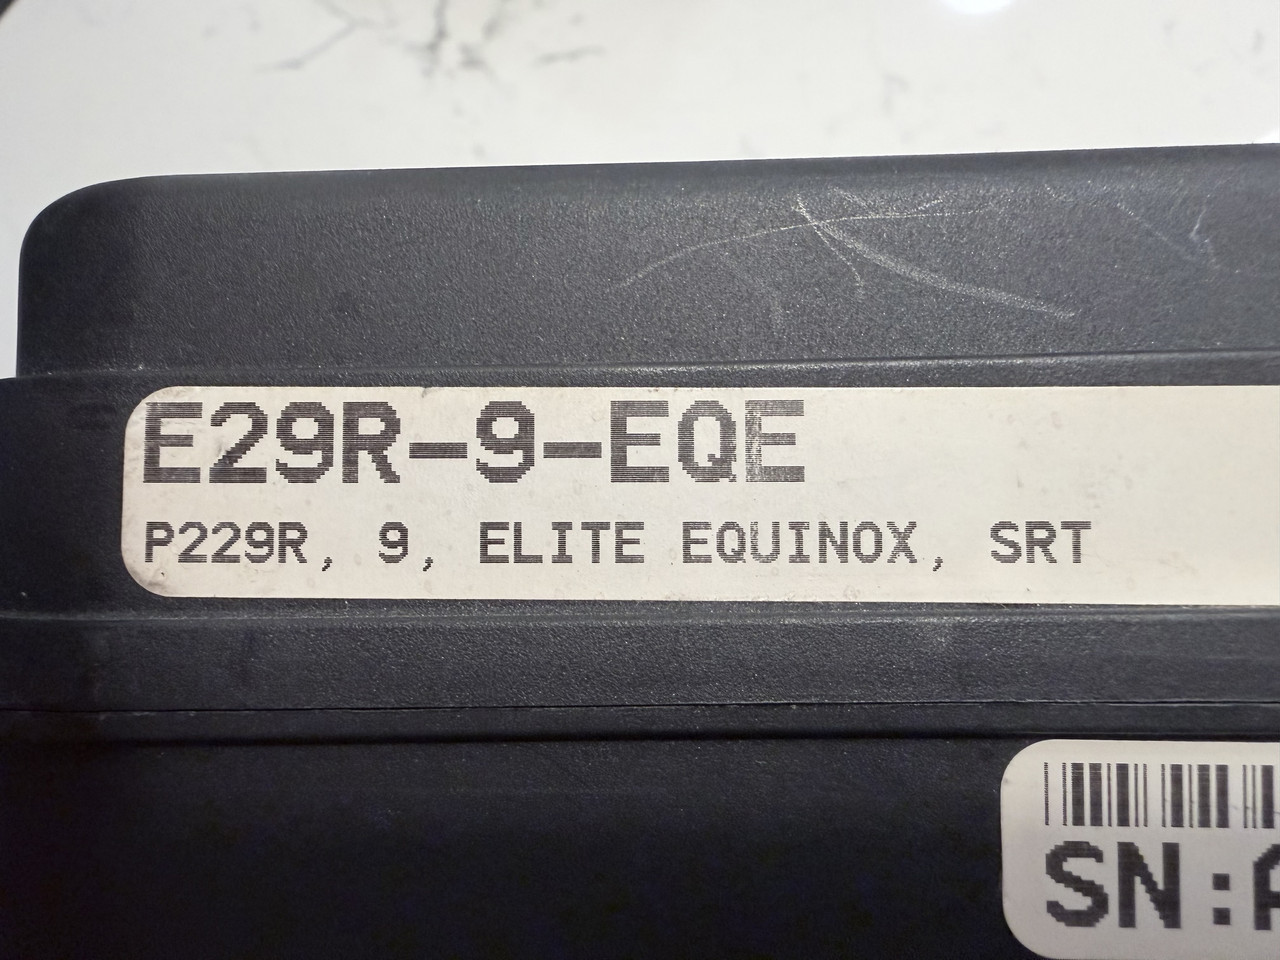 E29R-9-EQE
P229R, 9, ELITE EQUINOX, SRT
SN:A